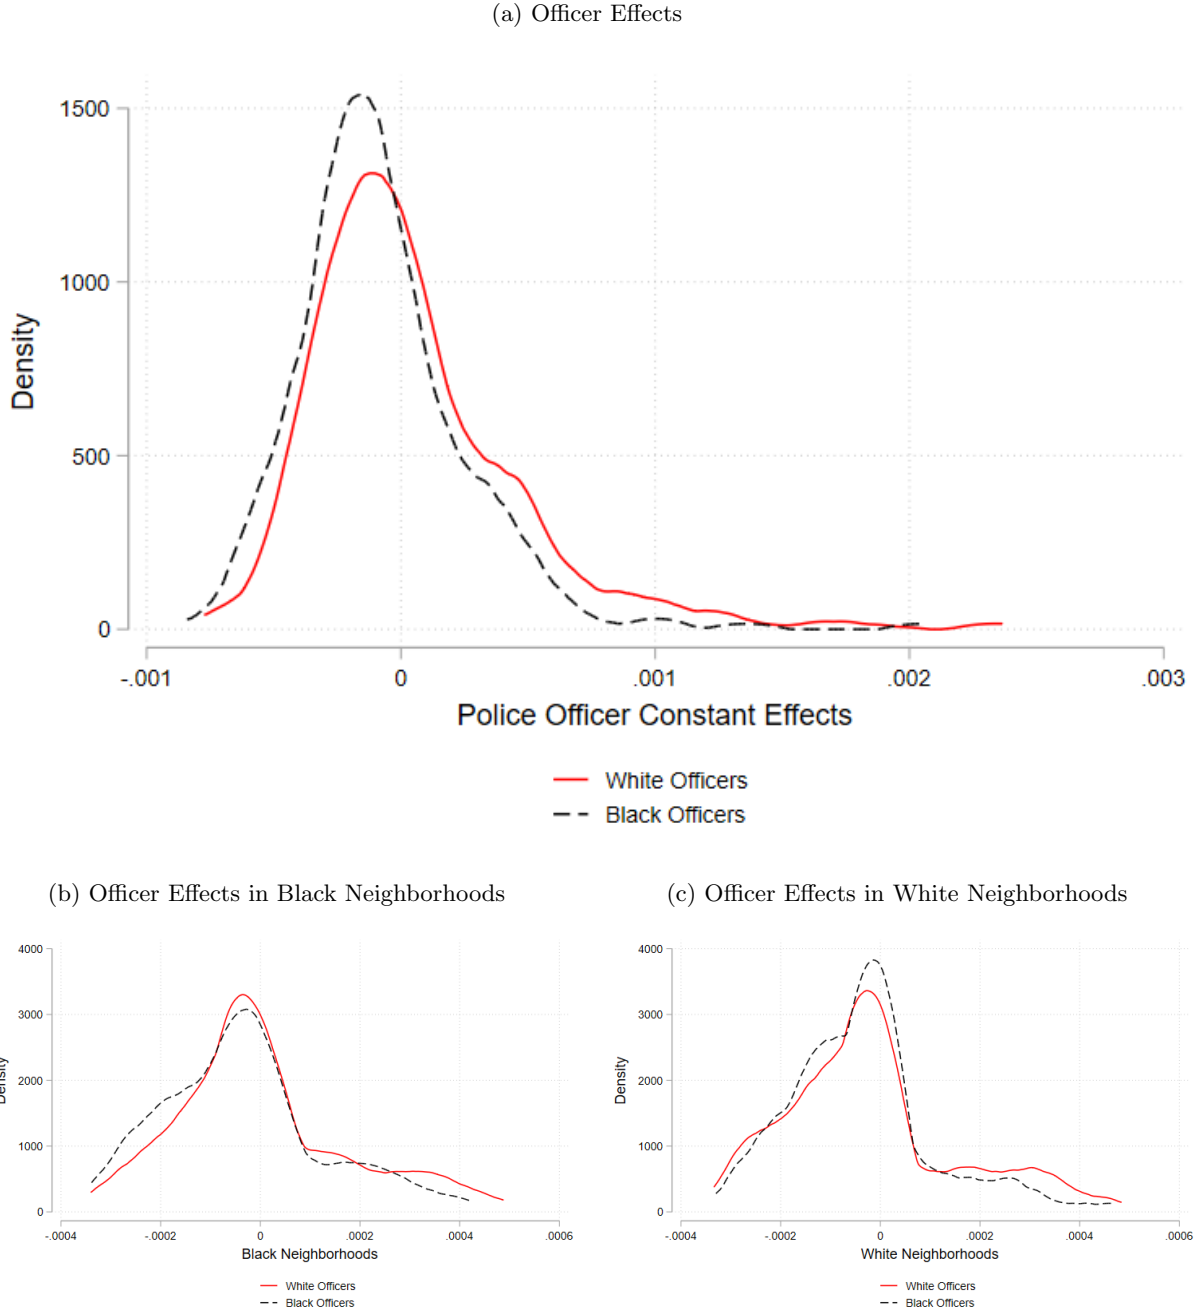 (a) Officer Effects
1500
1000
500
0
Density
-.001 0 .001 .002 .003
Police Officer Constant Effects
White Officers
Black Officers
(b) Officer Effects in Black Neighborhoods
4000
3000
2000
1000
0
Density
-.0004 -.0002 0 .0002 .0004 .0006
Black Neighborhoods
White Officers
Black Officers
(c) Officer Effects in White Neighborhoods
4000
3000
2000
1000
0
Density
-.0004 -.0002 0 .0002 .0004 .0006
White Neighborhoods
White Officers
Black Officers